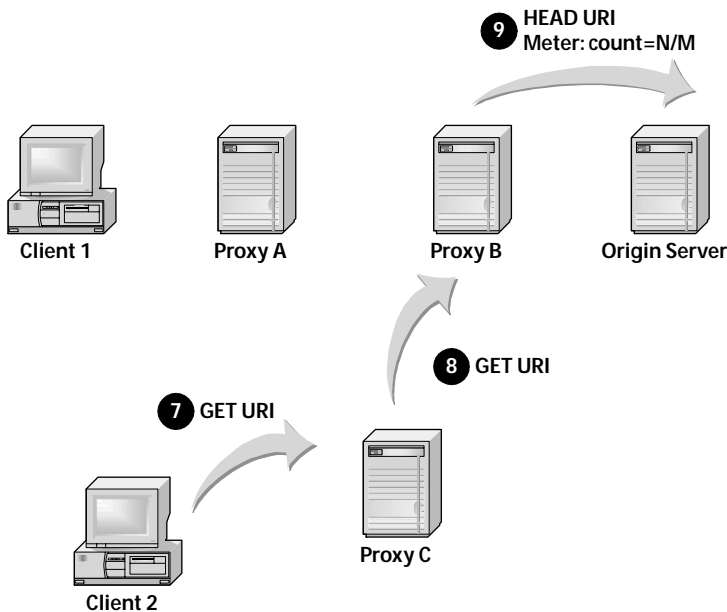 9 HEAD URI
Meter: count=N/M
Client 1
Proxy A
Proxy B
Origin Server
8 GET URI
7 GET URI
Proxy C
Client 2